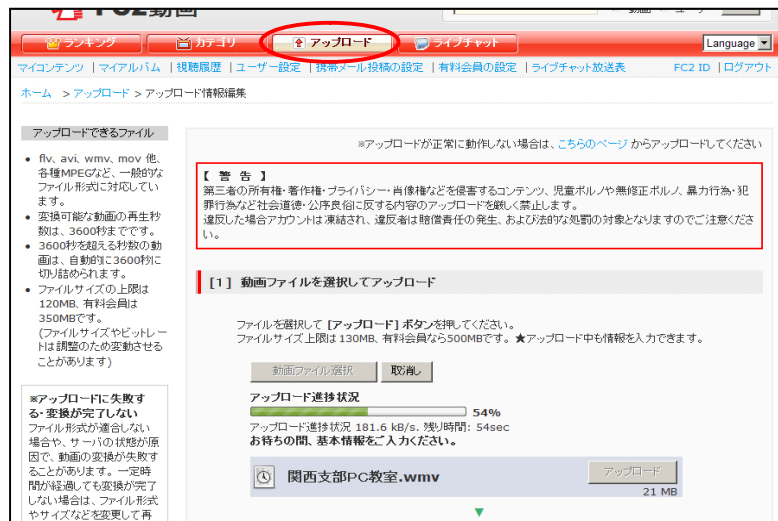 FC2動画
ランキング
カテゴリ
アップロード
ライブチャット
Language
マイコンテンツ | マイアルバム | 視聴履歴 | ユーザー設定 | 携帯メール投稿の設定 | 有料会員の設定 | ライブチャット放送表
FC2 ID | ログアウト
ホーム > アップロード > アップロード情報編集
アップロードできるファイル
flv、avi、wmv、mov 他、
各種MPEGなど、一般的な
ファイル形式に対応してい
ます。
変換可能な動画の再生秒
数は、3600秒までです。
3600秒を超える秒数の動
画は、自動的に3600秒に
切り詰められます。
ファイルサイズの上限は
120MB、有料会員は
350MBです。
(ファイルサイズやビットレー
トは調整のため変動させる
ことがあります)
※アップロードに失敗す
る・変換が完了しない
ファイル形式が適合しない
場合や、サーバの状態が原
因で、動画の変換が失敗す
ることがあります。一定時
間が経過しても変換が完了
しない場合は、ファイル形式
やサイズなどを変更して再
※アップロードが正常に動作しない場合は、こちらのページ からアップロードしてください
【 警 告 】
第三者の所有権・著作権・プライバシー・肖像権などを侵害するコンテンツ、児童ポルノや無修正ポルノ、暴力行為・犯
罪行為など社会道徳・公序良俗に反する内容のアップロードを厳しく禁止します。
違反した場合アカウントは凍結され、違反者は賠償責任の発生、および法的な処罰の対象となりますのでご注意くださ
い。
[1] 動画ファイルを選択してアップロード
ファイルを選択して [アップロード] ボタンを押してください。
ファイルサイズ上限は130MB、有料会員なら500MBです。★アップロード中も情報を入力できます。
動画ファイル選択
取消し
アップロード進捗状況
54%
アップロード進捗状況 181.6 kB/s. 残り時間: 54sec
お待ちの間、基本情報をご入力ください。
関西支部PC教室.wmv
アップロード
21 MB